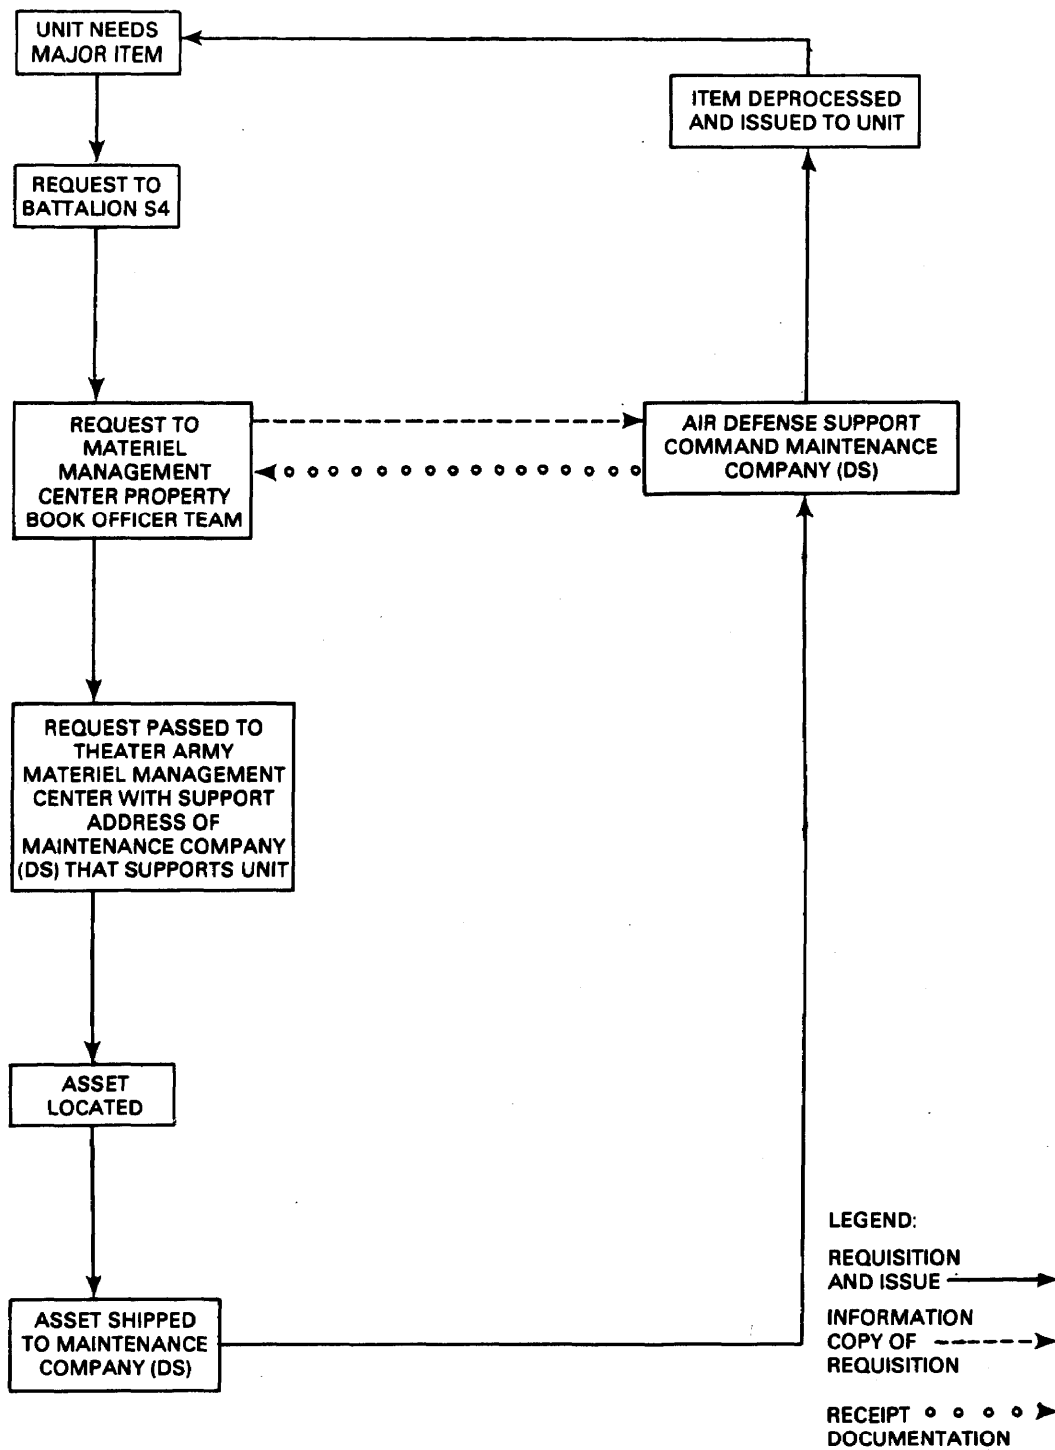 UNIT NEEDS
MAJOR ITEM
ITEM DEPROCESSED
AND ISSUED TO UNIT
REQUEST TO
BATTALION S4
REQUEST TO
MATERIEL
MANAGEMENT
CENTER PROPERTY
BOOK OFFICER TEAM
AIR DEFENSE SUPPORT
COMMAND MAINTENANCE
COMPANY (DS)
REQUEST PASSED TO
THEATER ARMY
MATERIEL MANAGEMENT
CENTER WITH SUPPORT
ADDRESS OF
MAINTENANCE COMPANY
(DS) THAT SUPPORTS UNIT
ASSET
LOCATED
ASSET SHIPPED
TO MAINTENANCE
COMPANY (DS)
LEGEND:
REQUISITION
AND ISSUE
INFORMATION
COPY OF
REQUISITION
RECEIPT
DOCUMENTATION